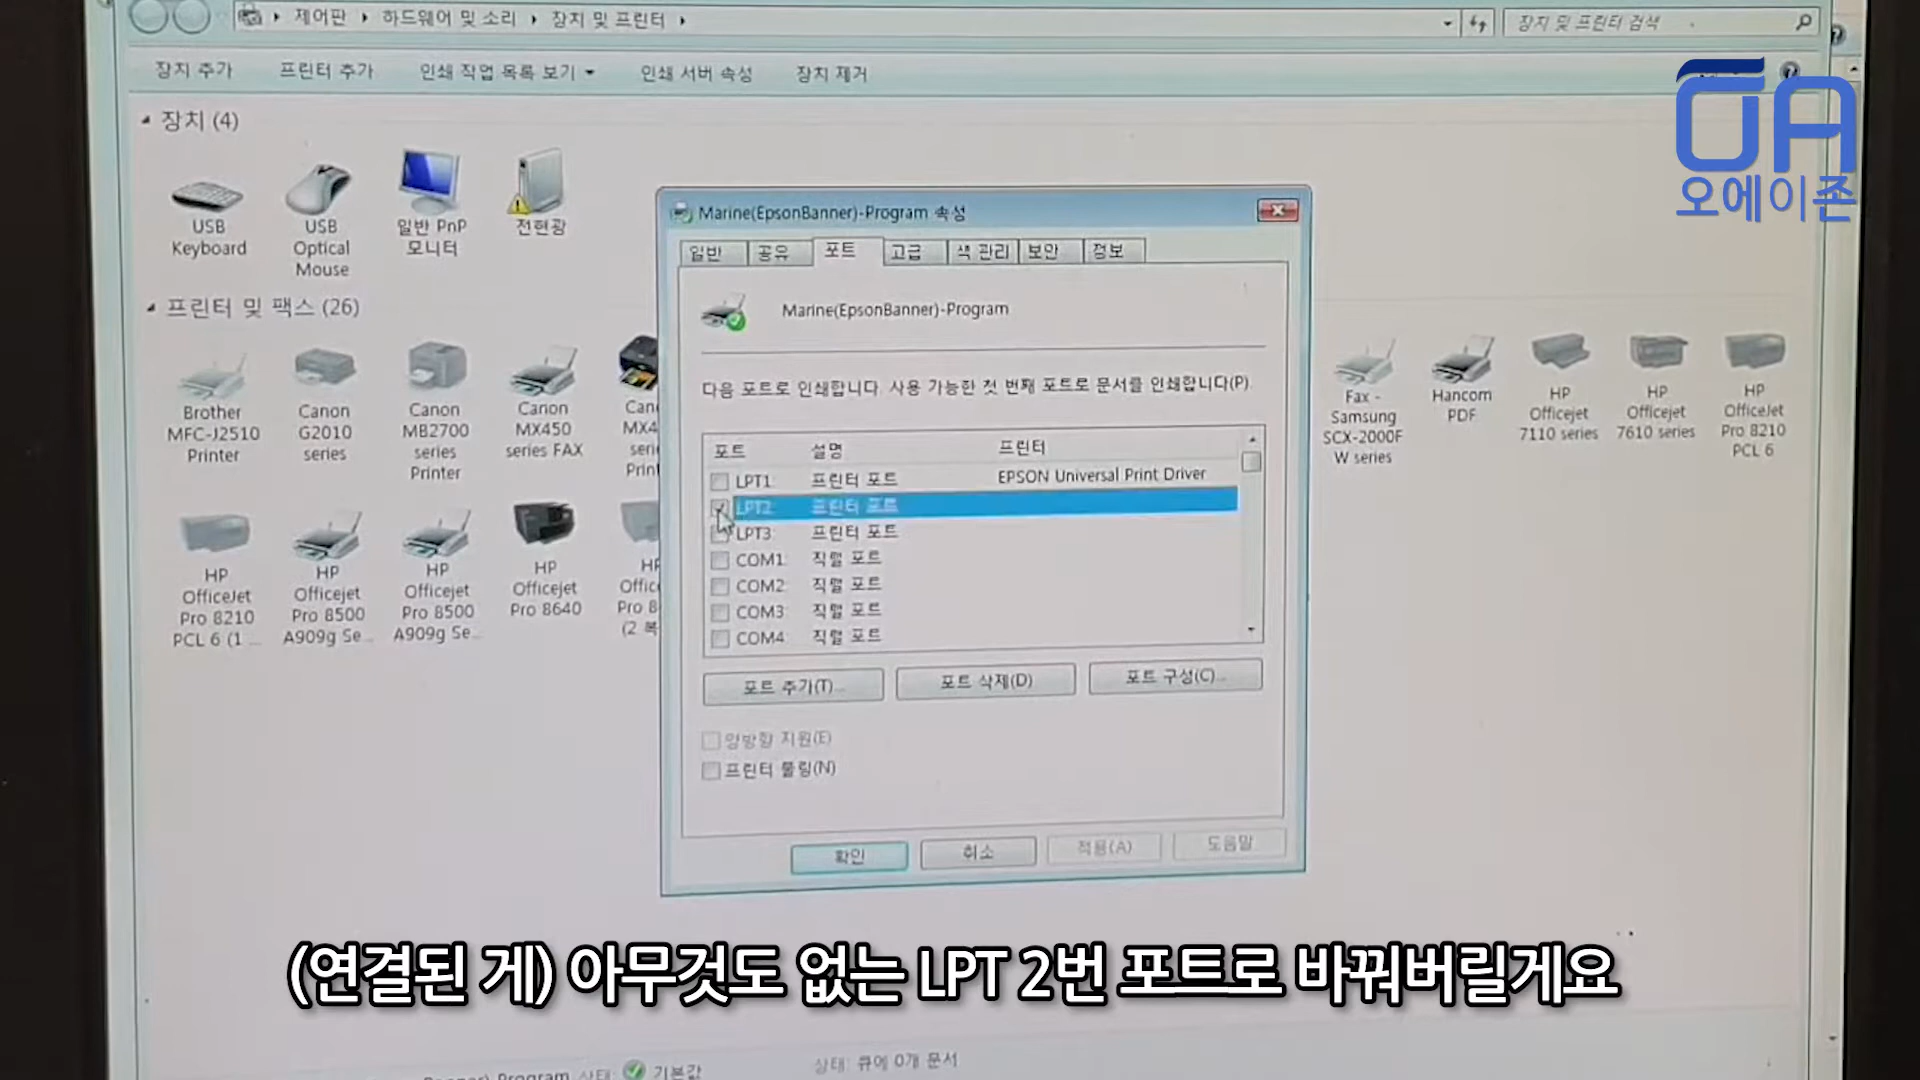 제어판 ▸ 하드웨어 및 소리 ▸ 장치 및 프린터 ▸
장치 및 프린터 검색
장치 추가 프린터 추가 인쇄 작업 목록 보기 인쇄 서버 속성 장치 제거
OA
오에이존
장치 (4)
USB Keyboard
USB Optical Mouse
일반 PnP 모니터
전현광
프린터 및 팩스 (26)
Brother MFC-J2510 Printer
Canon G2010 series
Canon MB2700 series Printer
Canon MX450 series FAX
Fax - Samsung SCX-2000F W series
Hancom PDF
HP Officejet 7110 series
HP Officejet 7610 series
HP OfficeJet Pro 8210 PCL 6
HP OfficeJet Pro 8210 PCL 6 (1 ...
HP Officejet Pro 8500 A909g Se...
HP Officejet Pro 8500 A909g Se...
HP Officejet Pro 8640
Marine(EpsonBanner)-Program 속성
일반 공유 포트 고급 색 관리 보안 정보
Marine(EpsonBanner)-Program
다음 포트로 인쇄합니다. 사용 가능한 첫 번째 포트로 문서를 인쇄합니다(P).
포트 설명 프린터
LPT1: 프린터 포트 EPSON Universal Print Driver
LPT2: 프린터 포트
LPT3: 프린터 포트
COM1: 직렬 포트
COM2: 직렬 포트
COM3: 직렬 포트
COM4: 직렬 포트
포트 추가(T)... 포트 삭제(D) 포트 구성(C)...
양방향 지원(E)
프린터 풀링(N)
확인 취소 적용(A) 도움말
(연결된 게) 아무것도 없는 LPT 2번 포트로 바꿔버릴게요
상태: 기본값
상태: 큐에 0개 문서